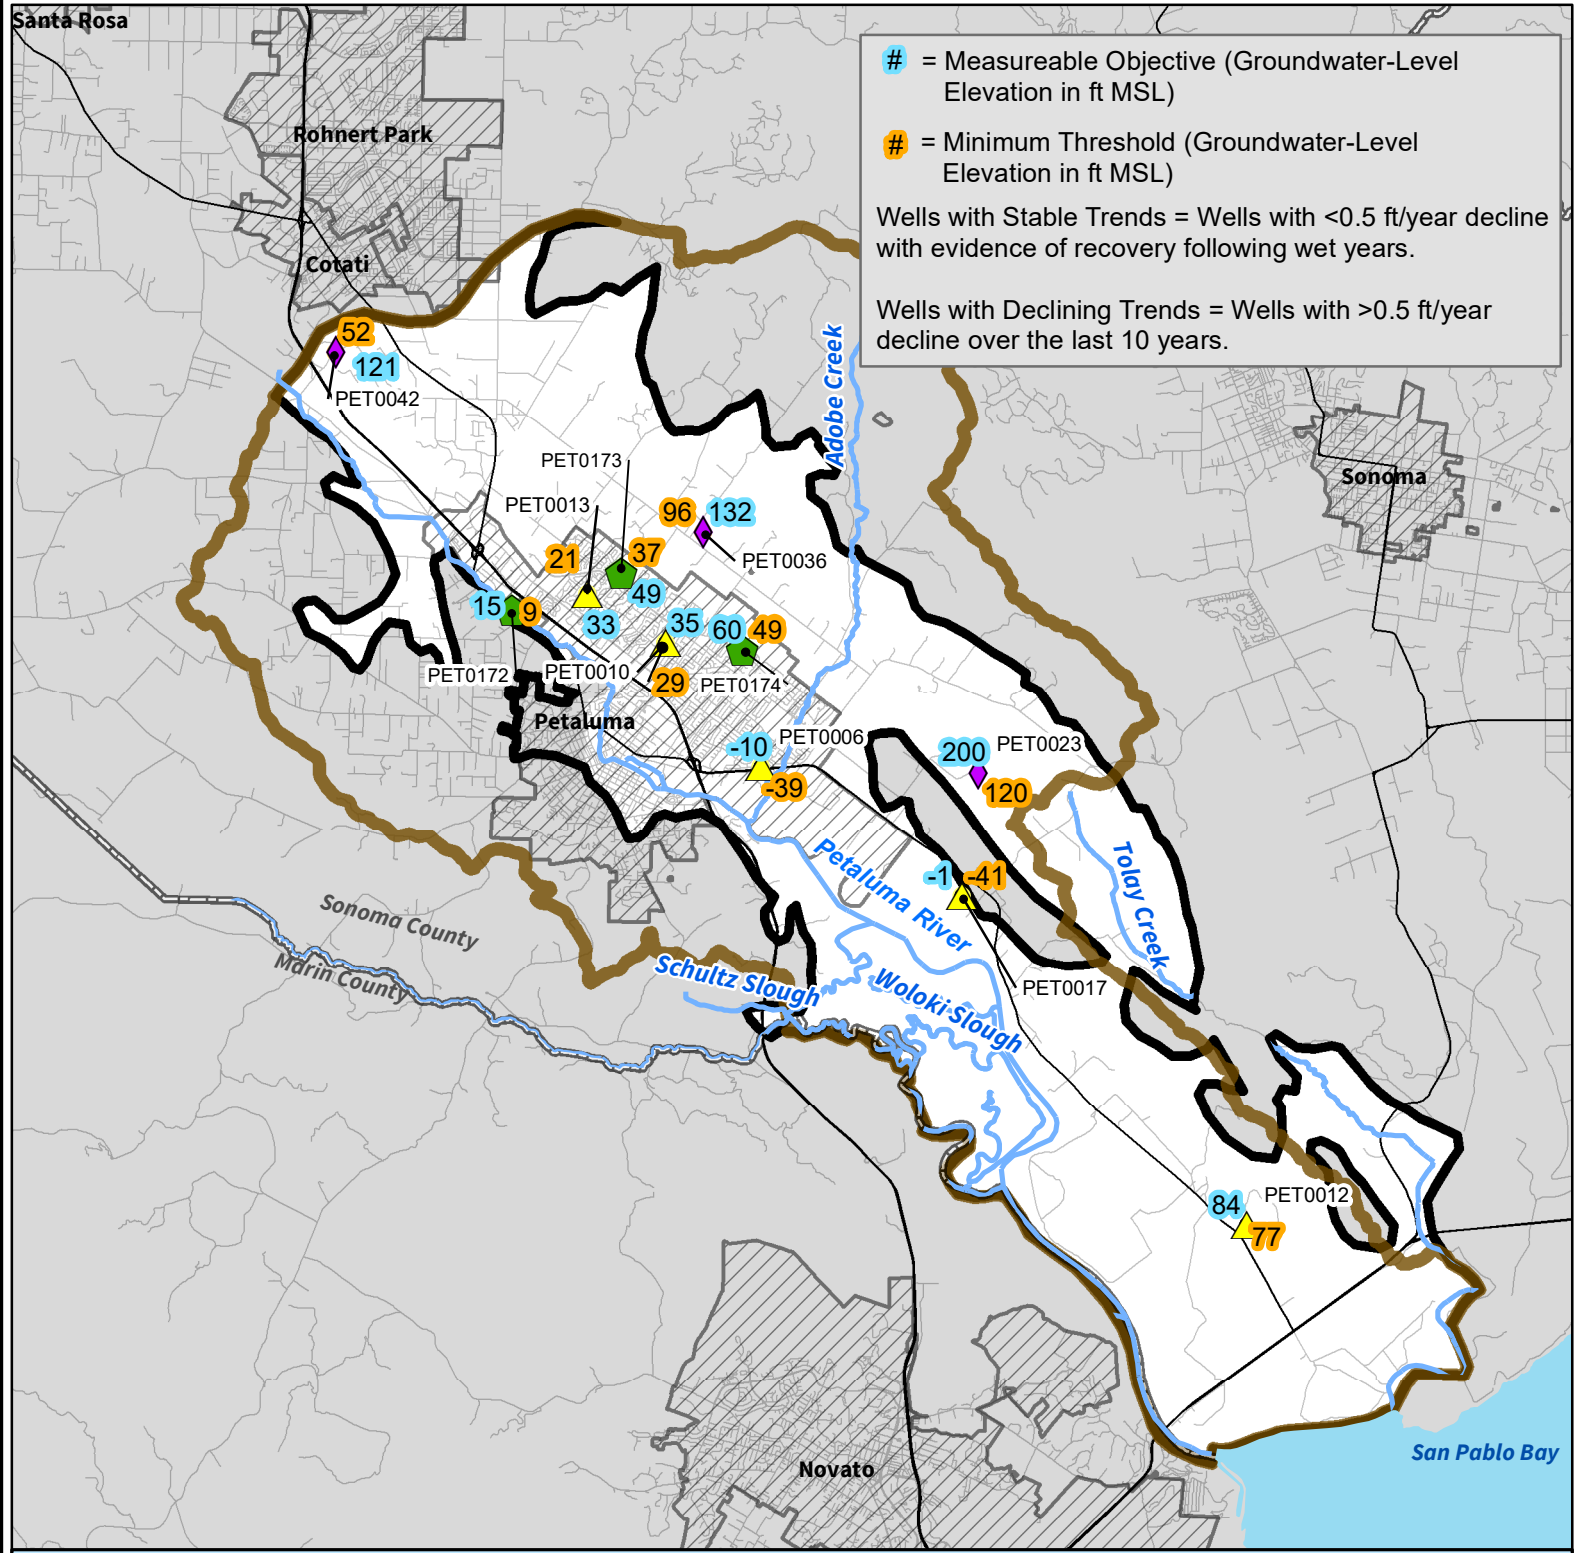 Santa Rosa
# = Measureable Objective (Groundwater-Level
Elevation in ft MSL)
# = Minimum Threshold (Groundwater-Level
Elevation in ft MSL)
Wells with Stable Trends = Wells with <0.5 ft/year decline
with evidence of recovery following wet years.
Wells with Declining Trends = Wells with >0.5 ft/year
decline over the last 10 years.
Rohnert Park
Cotati
52
121
PET0042
Adobe Creek
Sonoma
PET0173
PET0013
96
132
PET0036
21
37
49
33
15
9
PET0172
35
PET0010
29
60
49
PET0174
Petaluma
-10
PET0006
-39
200
PET0023
120
-1
-41
PET0017
Petaluma River
Tolay Creek
Sonoma County
Marin County
Schultz Slough
Woloki Slough
84
PET0012
77
Novato
San Pablo Bay